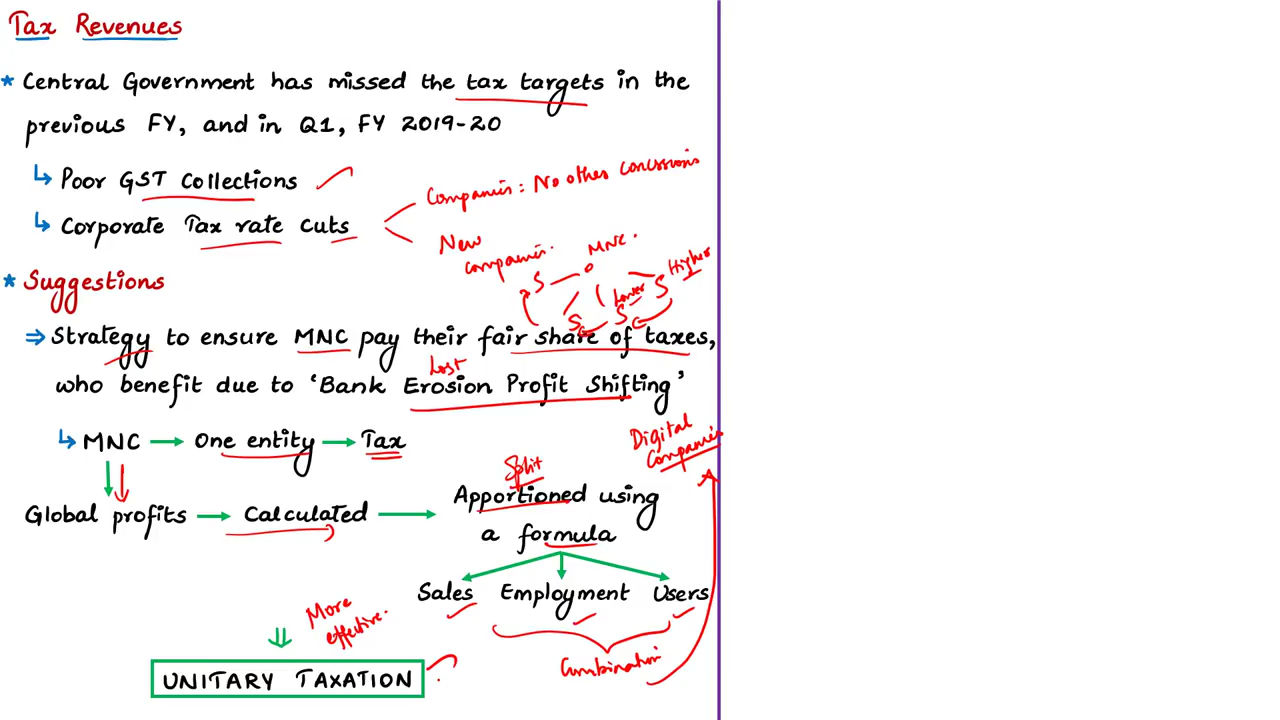 Tax Revenues
* Central Government has missed the tax targets in the
previous FY, and in Q1, FY 2019-20
↳ Poor GST Collections
Companies: No other concessions
↳ Corporate Tax rate cuts
New
companies.
MNC.
S
Higher
S
Lower
S
S
* Suggestions
⇒ Strategy to ensure MNC pay their fair share of taxes,
Lost
who benefit due to 'Bank Erosion Profit Shifting'
↳ MNC → One entity → Tax
Digital
Companies
Split
Global profits → Calculated → Apportioned using
a formula
Sales Employment Users
More
effective.
Combination
UNITARY TAXATION